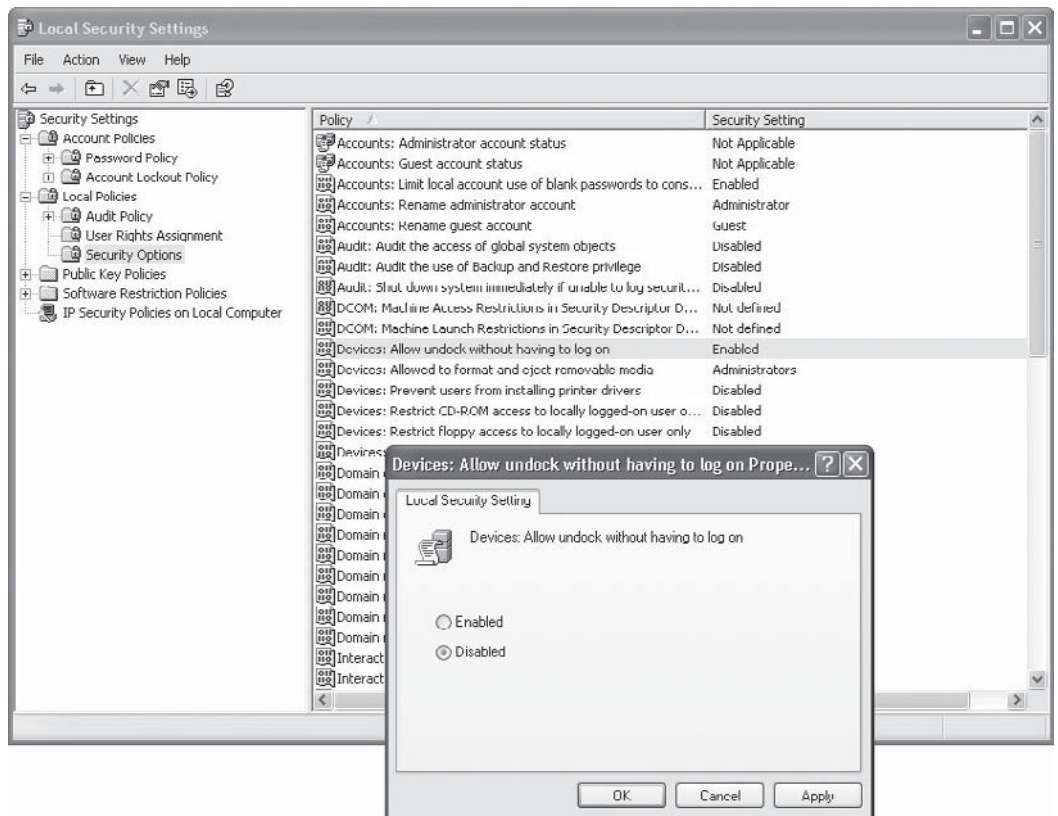 Local Security Settings
File Action View Help
Security Settings
Account Policies
Password Policy
Account Lockout Policy
Local Policies
Audit Policy
User Rights Assignment
Security Options
Public Key Policies
Software Restriction Policies
IP Security Policies on Local Computer
Policy Security Setting
Accounts: Administrator account status Not Applicable
Accounts: Guest account status Not Applicable
Accounts: Limit local account use of blank passwords to cons... Enabled
Accounts: Rename administrator account Administrator
Accounts: Rename guest account Guest
Audit: Audit the access of global system objects Disabled
Audit: Audit the use of Backup and Restore privilege Disabled
Audit: Shut down system immediately if unable to log securit... Disabled
DCOM: Machine Access Restrictions in Security Descriptor D... Not defined
DCOM: Machine Launch Restrictions in Security Descriptor D... Not defined
Devices: Allow undock without having to log on Enabled
Devices: Allowed to format and eject removable media Administrators
Devices: Prevent users from installing printer drivers Disabled
Devices: Restrict CD-ROM access to locally logged-on user o... Disabled
Devices: Restrict floppy access to locally logged-on user only Disabled
Devices:
Domain
Domain
Domain
Domain
Domain
Domain
Domain
Domain
Domain
Interact
Interact
Devices: Allow undock without having to log on Prope...
Local Security Setting
Devices: Allow undock without having to log on
Enabled
Disabled
OK Cancel Apply